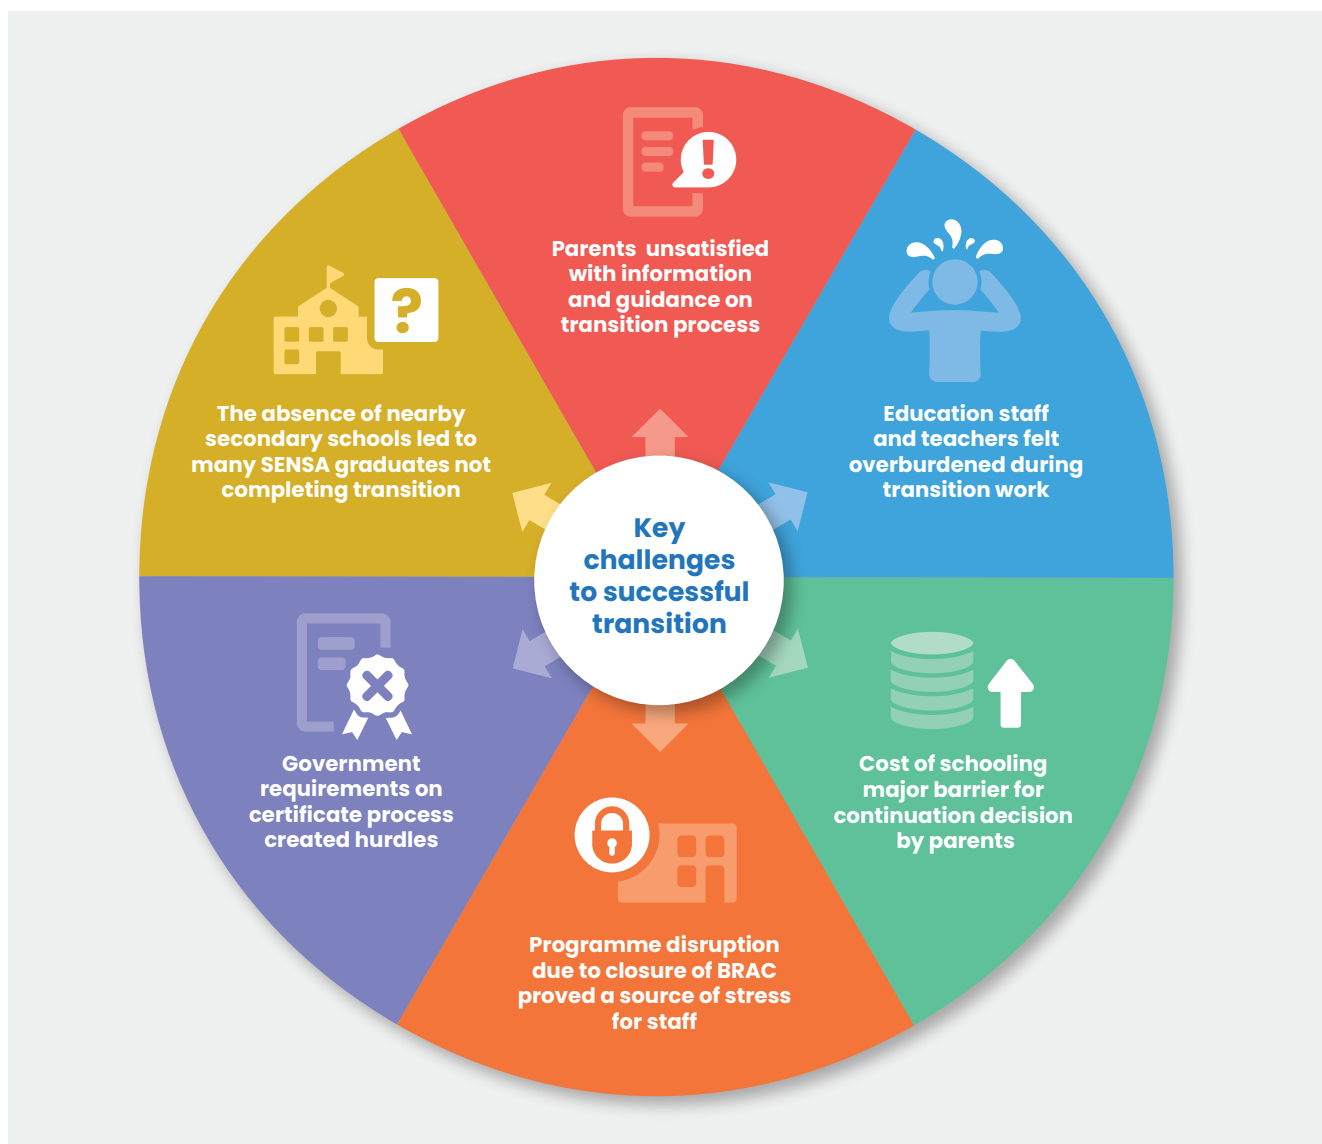 Key
challenges
to successful
transition
Parents unsatisfied
with information
and guidance on
transition process
Education staff
and teachers felt
overburdened during
transition work
Cost of schooling
major barrier for
continuation decision
by parents
Programme disruption
due to closure of BRAC
proved a source of stress
for staff
Government
requirements on
certificate process
created hurdles
The absence of nearby
secondary schools led to
many SENSA graduates not
completing transition
!
?